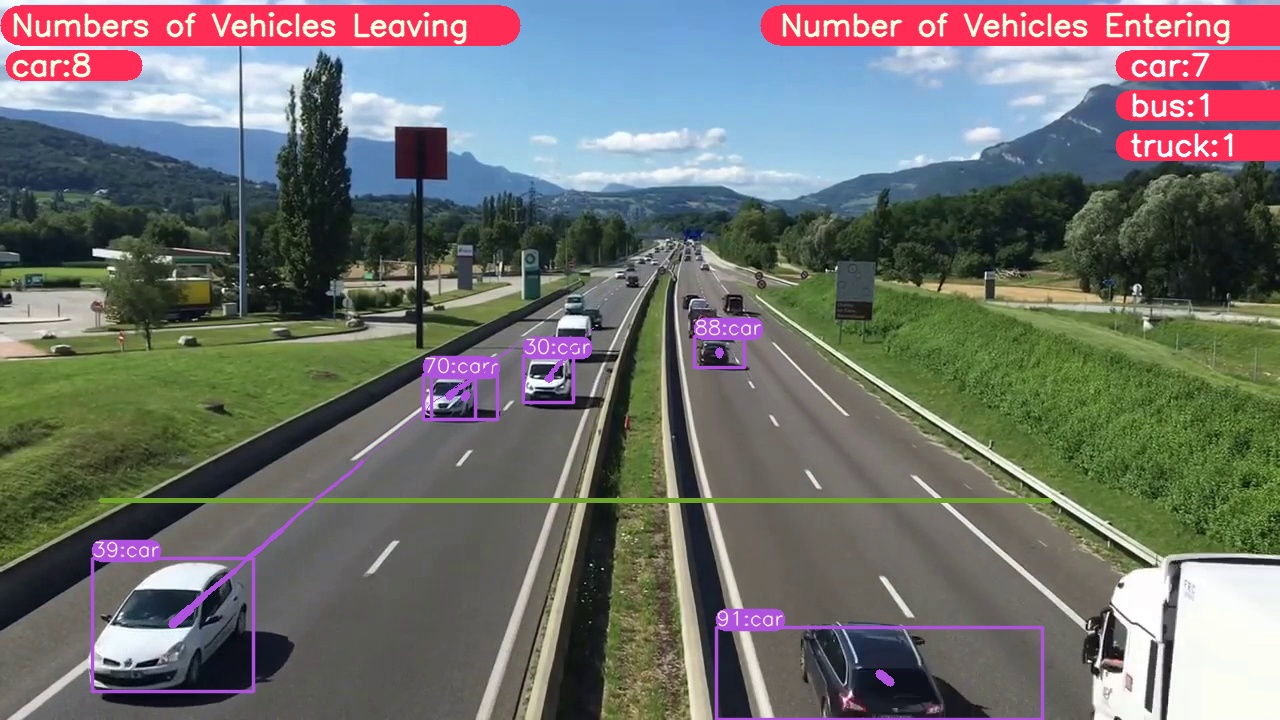 Numbers of Vehicles Leaving
car:8
Number of Vehicles Entering
car:7
bus:1
truck:1
88:car
30:car
70:carr
39:car
91:car